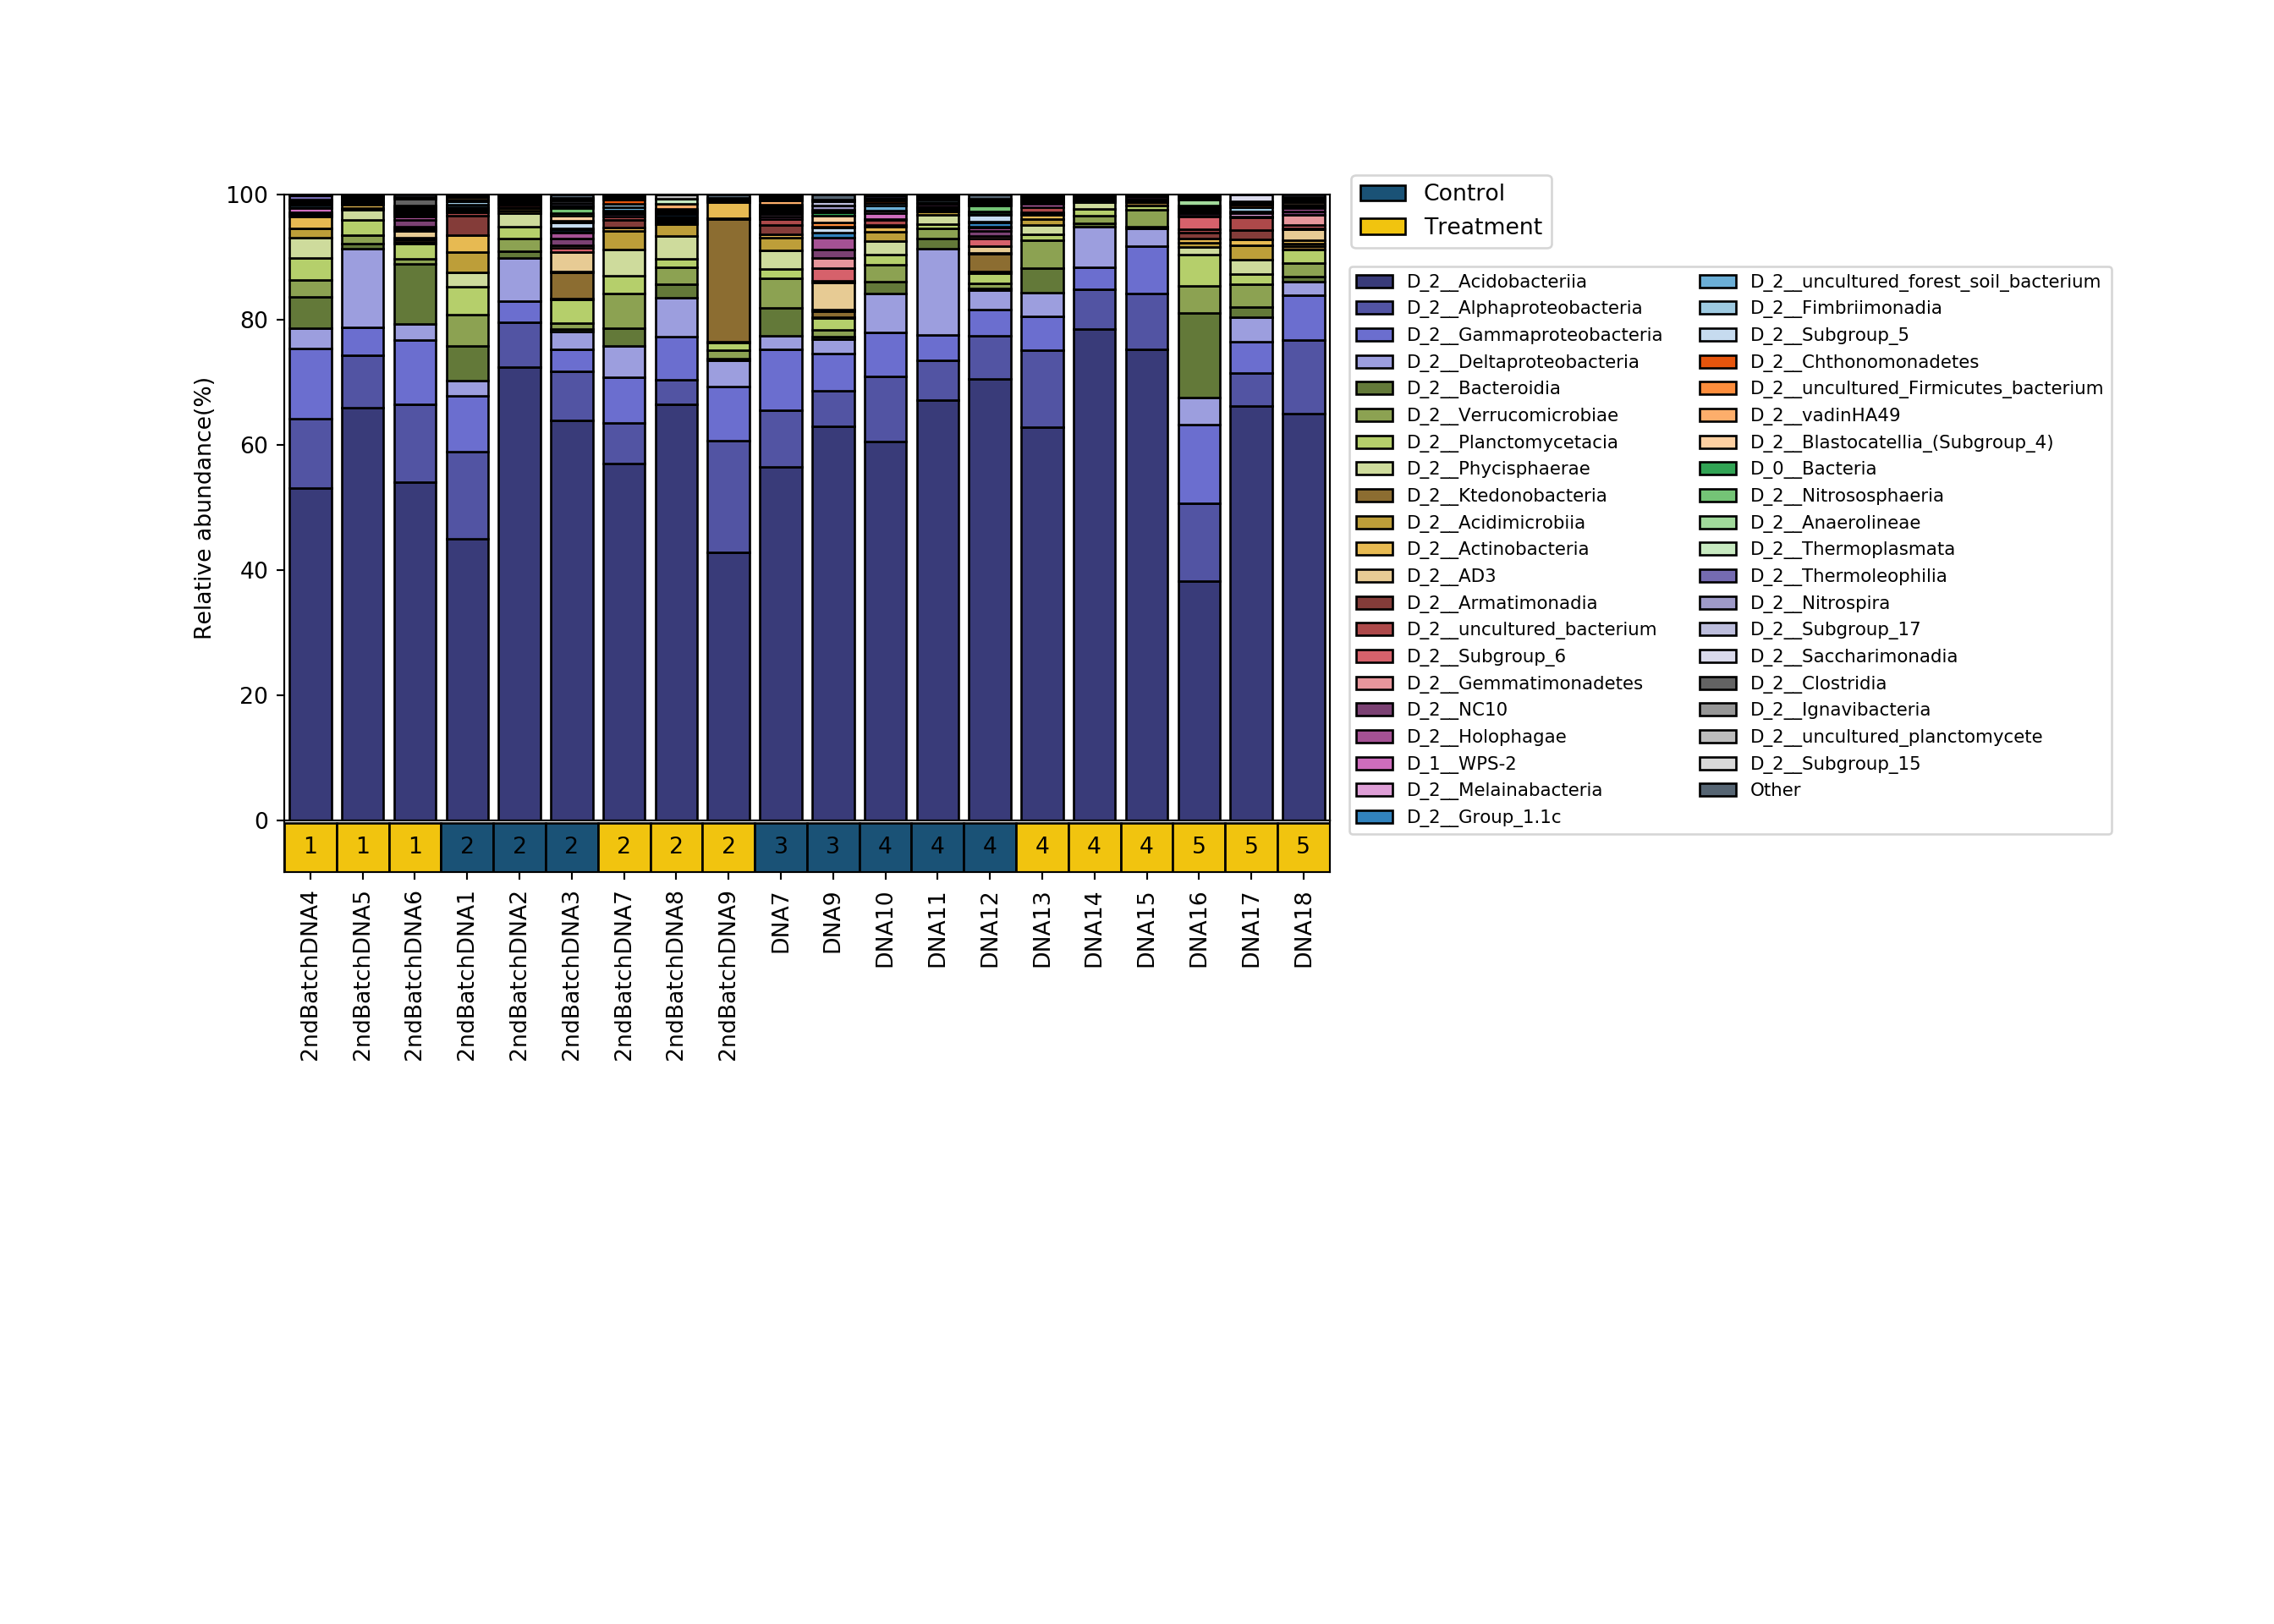 Control
Treatment
100
80
60
40
20
0
Relative abundance(%)
D_2__Acidobacteriia
D_2__Alphaproteobacteria
D_2__Gammaproteobacteria
D_2__Deltaproteobacteria
D_2__Bacteroidia
D_2__Verrucomicrobiae
D_2__Planctomycetacia
D_2__Phycisphaerae
D_2__Ktedonobacteria
D_2__Acidimicrobiia
D_2__Actinobacteria
D_2__AD3
D_2__Armatimonadia
D_2__uncultured_bacterium
D_2__Subgroup_6
D_2__Gemmatimonadetes
D_2__NC10
D_2__Holophagae
D_1__WPS-2
D_2__Melainabacteria
D_2__Group_1.1c
D_2__uncultured_forest_soil_bacterium
D_2__Fimbriimonadia
D_2__Subgroup_5
D_2__Chthonomonadetes
D_2__uncultured_Firmicutes_bacterium
D_2__vadinHA49
D_2__Blastocatellia_(Subgroup_4)
D_0__Bacteria
D_2__Nitrososphaeria
D_2__Anaerolineae
D_2__Thermoplasmata
D_2__Thermoleophilia
D_2__Nitrospira
D_2__Subgroup_17
D_2__Saccharimonadia
D_2__Clostridia
D_2__Ignavibacteria
D_2__uncultured_planctomycete
D_2__Subgroup_15
Other
1 1 1 2 2 2 2 2 2 3 3 4 4 4 4 4 4 5 5 5
2ndBatchDNA4
2ndBatchDNA5
2ndBatchDNA6
2ndBatchDNA1
2ndBatchDNA2
2ndBatchDNA3
2ndBatchDNA7
2ndBatchDNA8
2ndBatchDNA9
DNA7
DNA9
DNA10
DNA11
DNA12
DNA13
DNA14
DNA15
DNA16
DNA17
DNA18